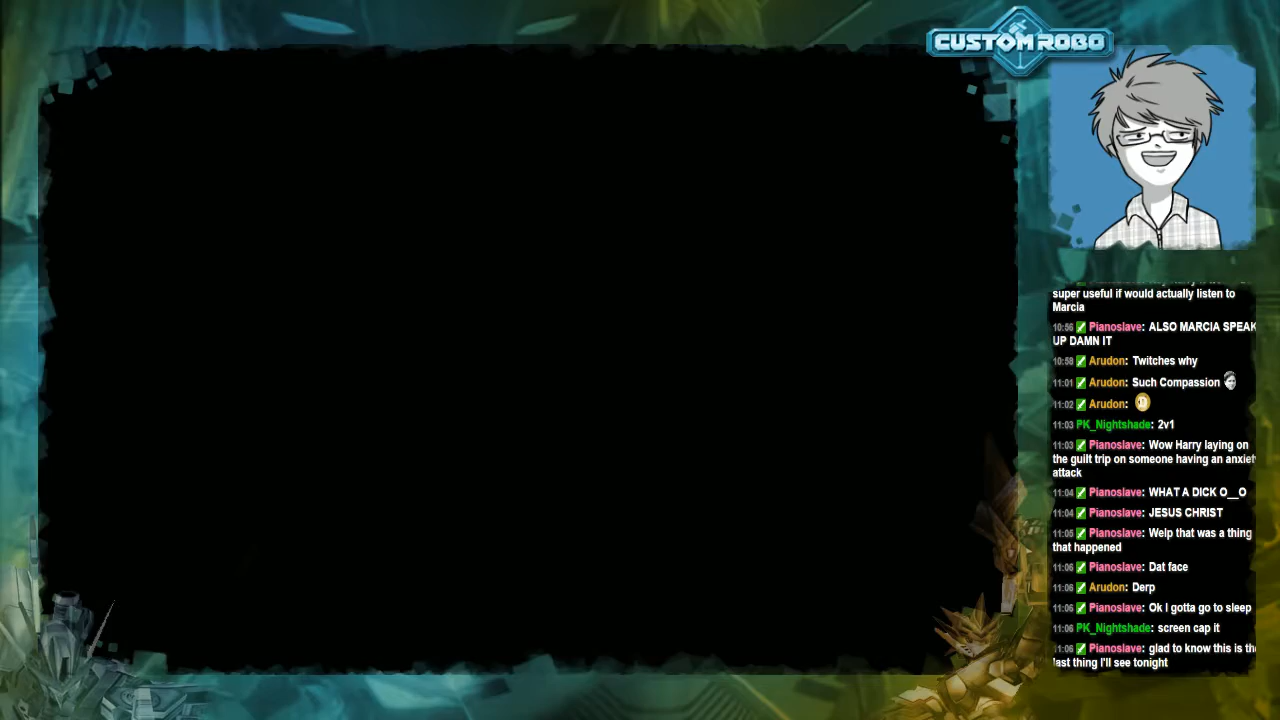 CUSTOM ROBO
super useful if would actually listen to
Marcia
10:56 Pianoslave: ALSO MARCIA SPEAK
UP DAMN IT
10:58 Arudon: Twitches why
11:01 Arudon: Such Compassion
11:02 Arudon:
11:03 PK_Nightshade: 2v1
11:03 Pianoslave: Wow Harry laying on
the guilt trip on someone having an anxiety
attack
11:04 Pianoslave: WHAT A DICK O__O
11:04 Pianoslave: JESUS CHRIST
11:05 Pianoslave: Welp that was a thing
that happened
11:06 Pianoslave: Dat face
11:06 Arudon: Derp
11:06 Pianoslave: Ok I gotta go to sleep
11:06 PK_Nightshade: screen cap it
11:06 Pianoslave: glad to know this is the
last thing I'll see tonight